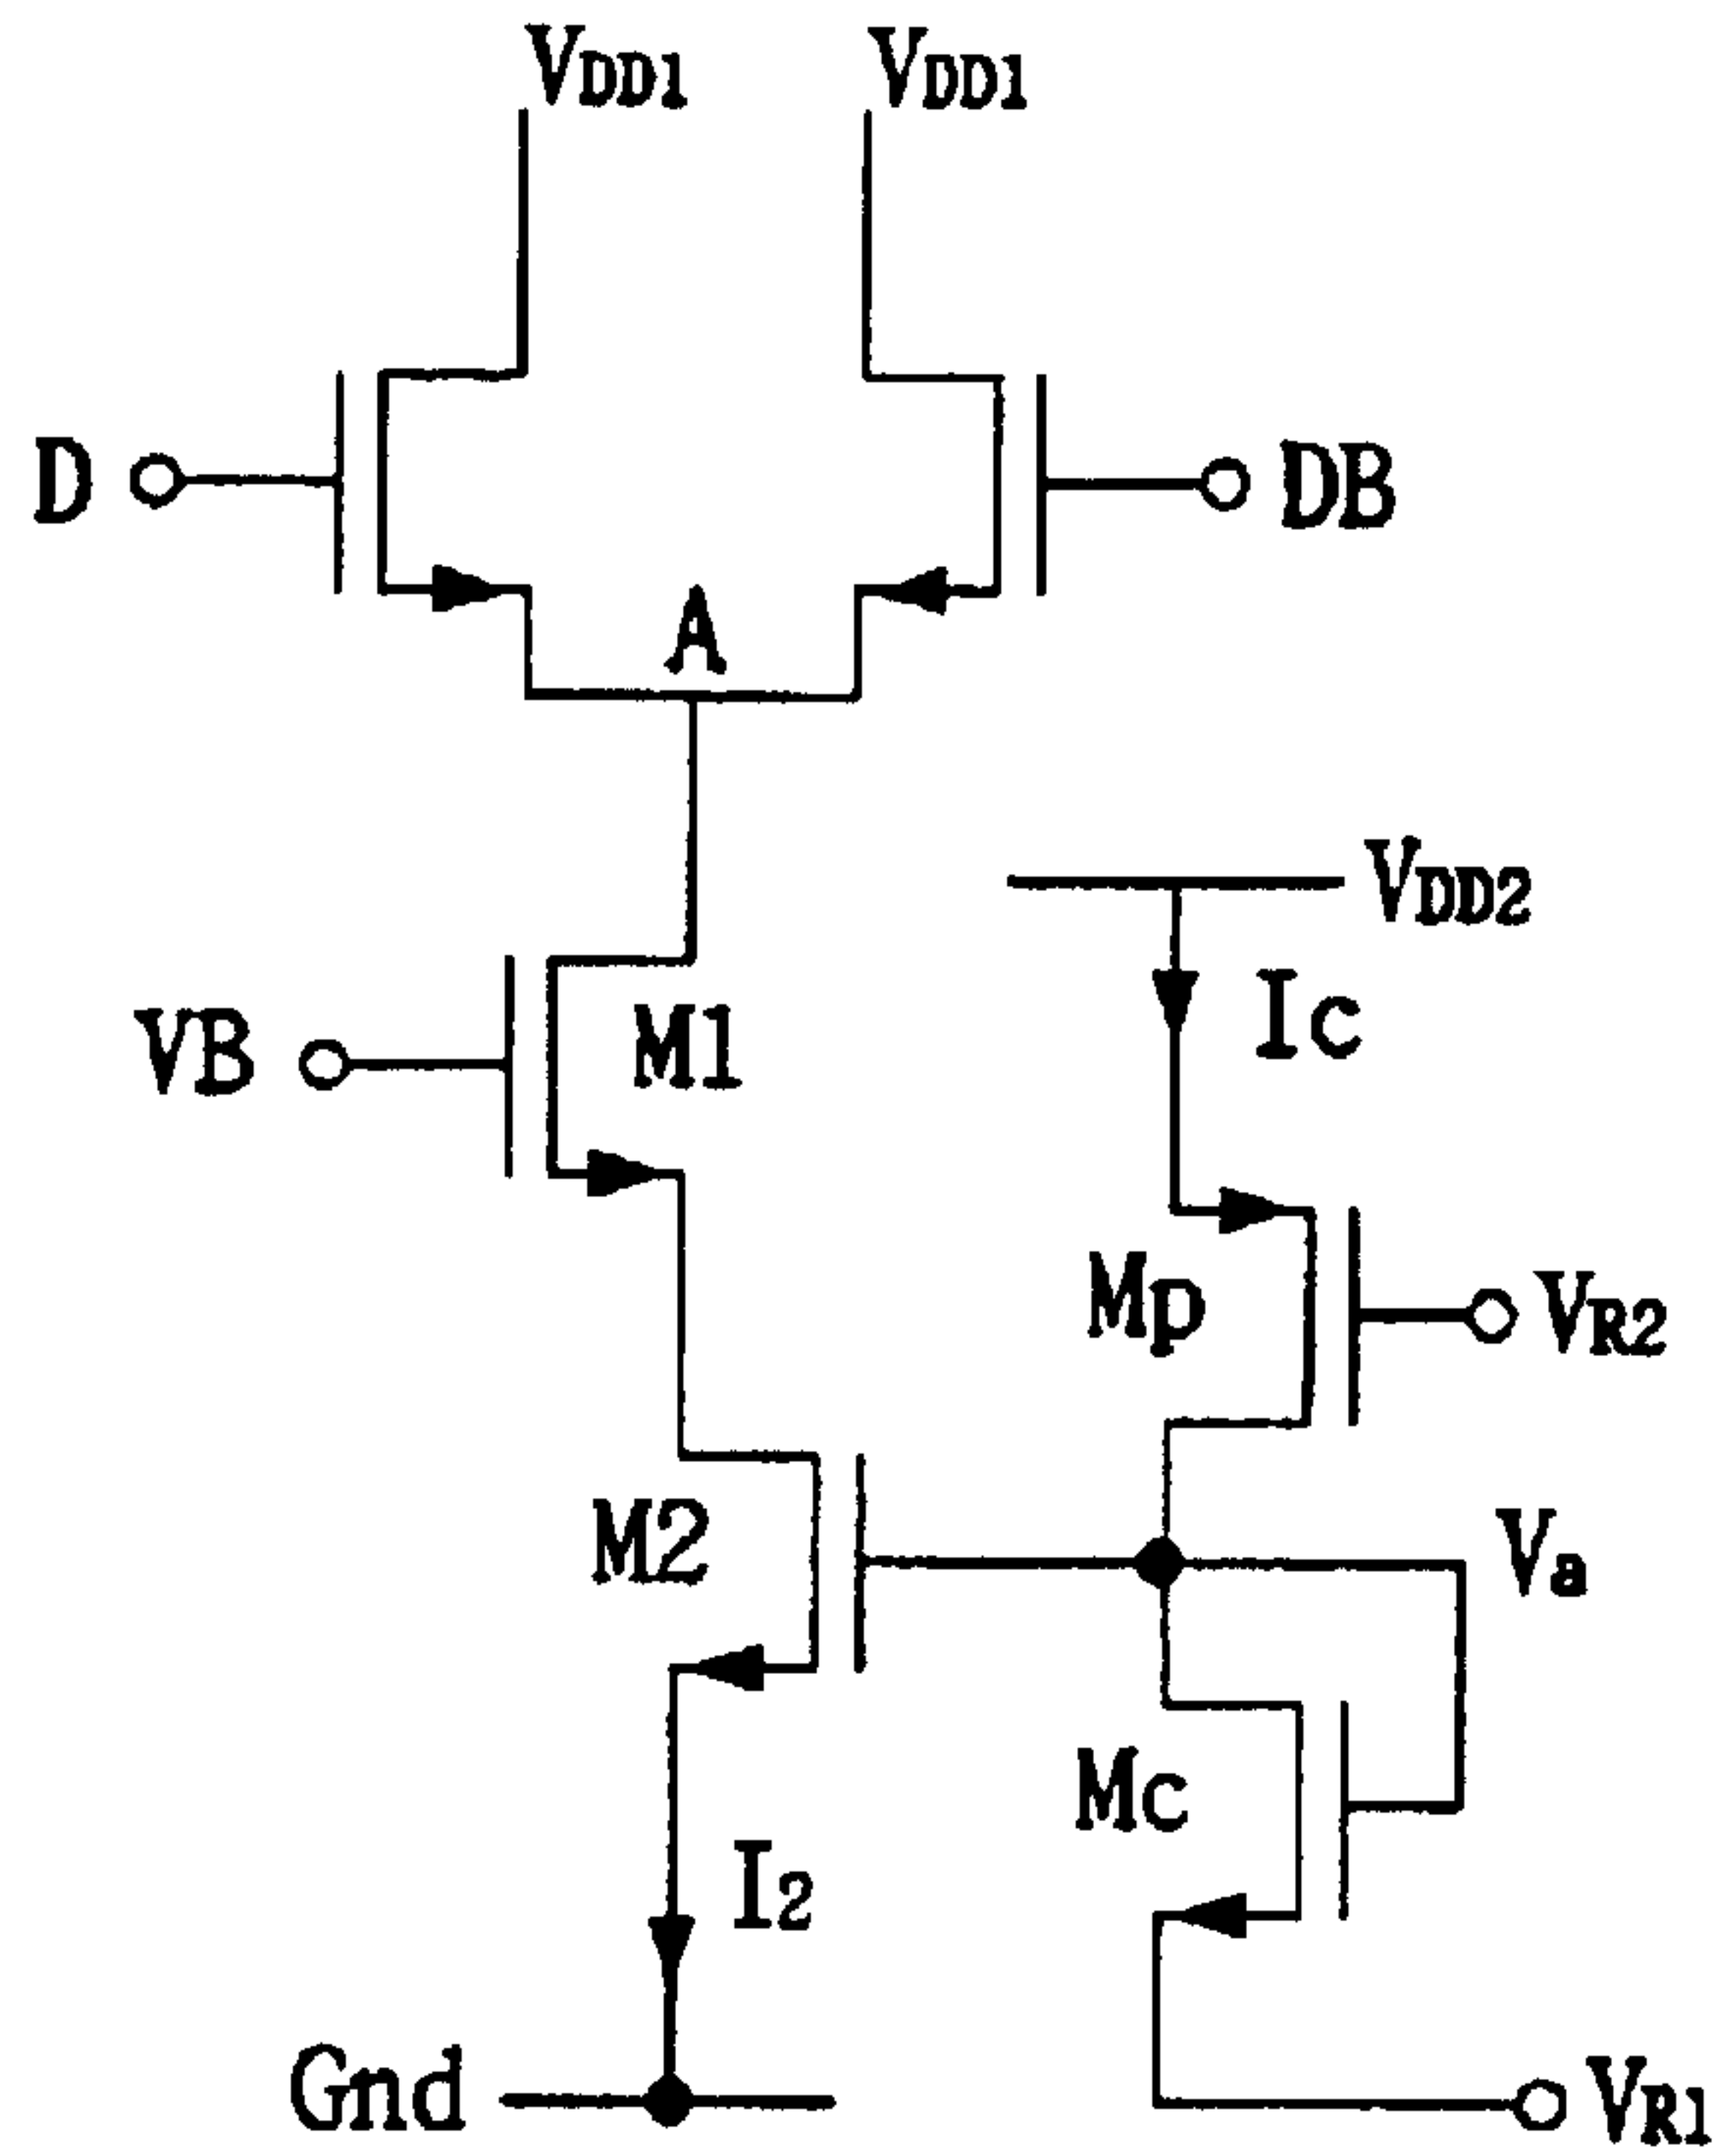 VDD1 VDD1
D DB
A
VDD2
Ic
VB M1
Mp VR2
M2 Va
Mc
I2
Gnd VR1